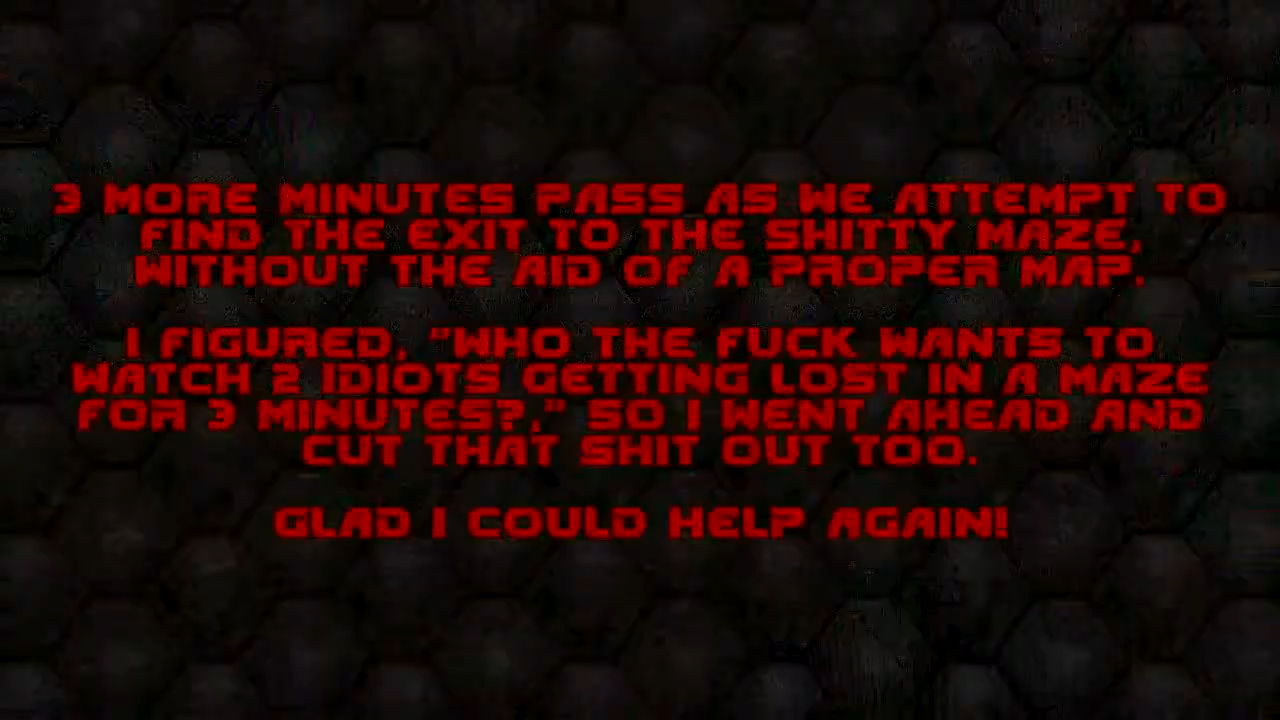 3 MORE MINUTES PASS AS WE ATTEMPT TO
FIND THE EXIT TO THE SHITTY MAZE,
WITHOUT THE AID OF A PROPER MAP.
I FIGURED, "WHO THE FUCK WANTS TO
WATCH 2 IDIOTS GETTING LOST IN A MAZE
FOR 3 MINUTES?," SO I WENT AHEAD AND
CUT THAT SHIT OUT TOO.
GLAD I COULD HELP AGAIN!